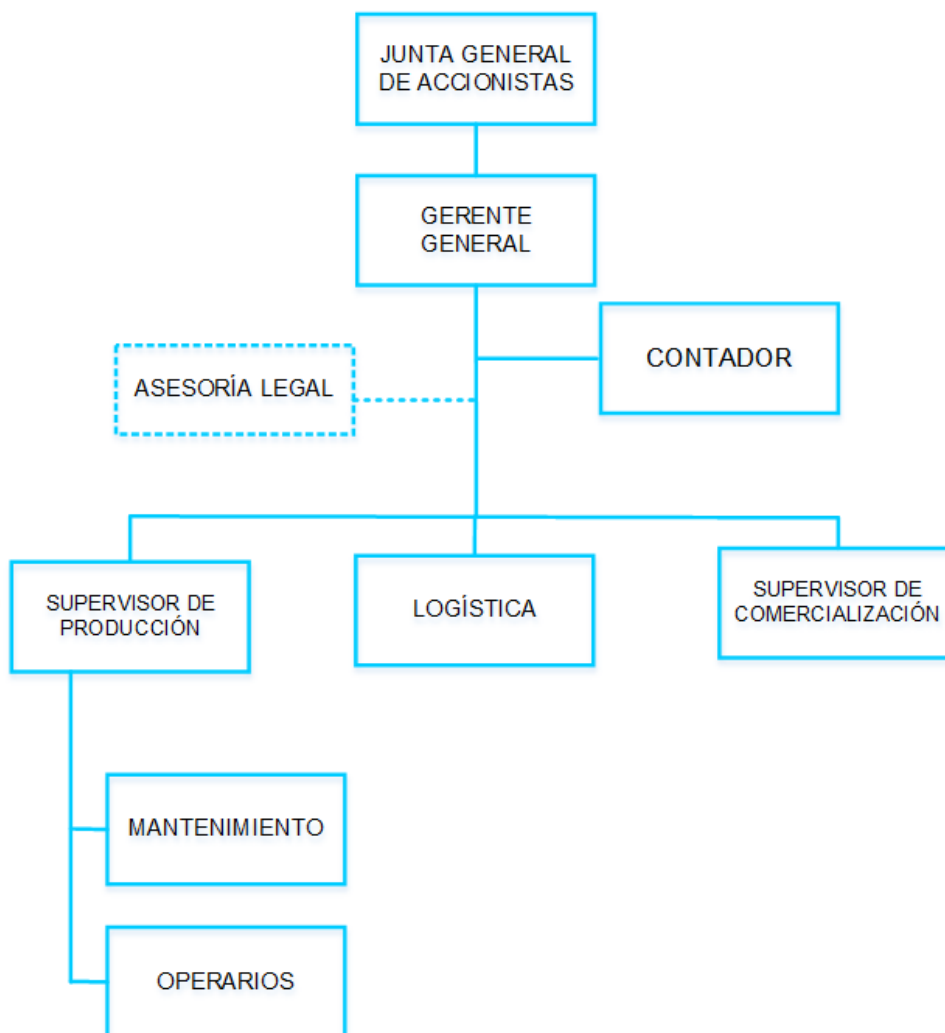 JUNTA GENERAL
DE ACCIONISTAS
GERENTE
GENERAL
CONTADOR
ASESORÍA LEGAL
SUPERVISOR DE
PRODUCCIÓN
LOGÍSTICA
SUPERVISOR DE
COMERCIALIZACIÓN
MANTENIMIENTO
OPERARIOS